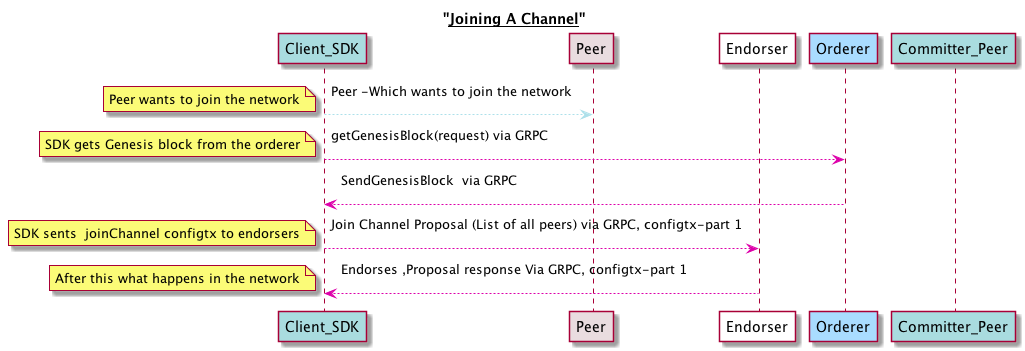 "Joining A Channel"
Client_SDK Peer Endorser Orderer Committer_Peer
Peer wants to join the network
Peer -Which wants to join the network
SDK gets Genesis block from the orderer
getGenesisBlock(request) via GRPC
SendGenesisBlock  via GRPC
SDK sents  joinChannel configtx to endorsers
Join Channel Proposal (List of all peers) via GRPC, configtx-part 1
After this what happens in the network
Endorses ,Proposal response Via GRPC, configtx-part 1
Client_SDK Peer Endorser Orderer Committer_Peer